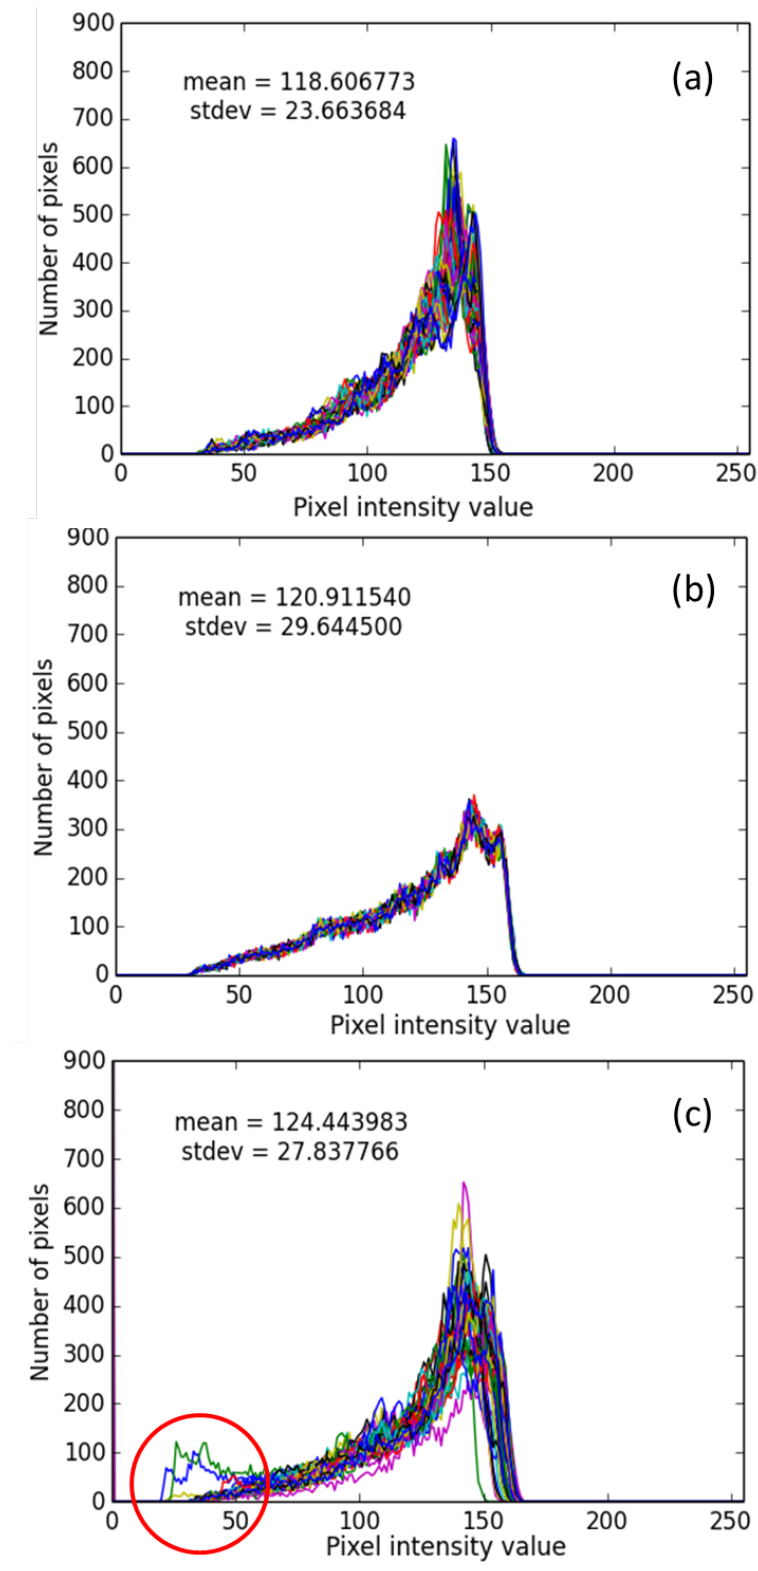 900
800
700
600
500
400
300
200
100
0
Number of pixels
(a)
mean = 118.606773
stdev = 23.663684
0 50 100 150 200 250
Pixel intensity value
900
800
700
600
500
400
300
200
100
0
Number of pixels
(b)
mean = 120.911540
stdev = 29.644500
0 50 100 150 200 250
Pixel intensity value
900
800
700
600
500
400
300
200
100
0
Number of pixels
(c)
mean = 124.443983
stdev = 27.837766
0 50 100 150 200 250
Pixel intensity value